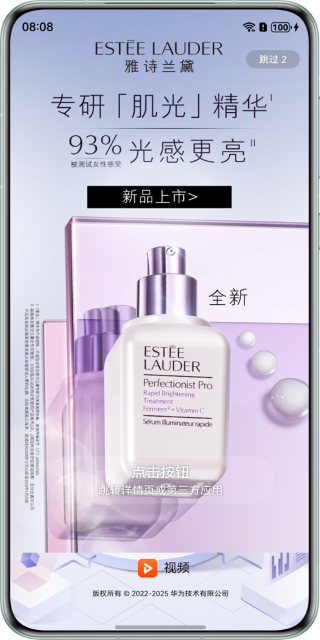 08:08
100
ESTĒE LAUDER
雅诗兰黛
跳过 2
专研「肌光」精华I
93% 光感更亮II
被测试女性感受
新品上市>
全新
ESTĒE
LAUDER
Perfectionist Pro
Rapid Brightening
Treatment
Ferment² + Vitamin C
Sérum illuminateur rapide
点击按钮
跳转详情页或第三方应用
视频
版权所有 © 2022-2025 华为技术有限公司